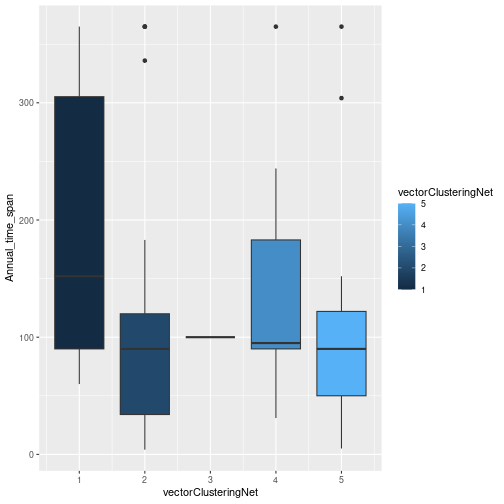 Annual_time_span
300
200
100
0
1 2 3 4 5
vectorClusteringNet
vectorClusteringNet
5
4
3
2
1